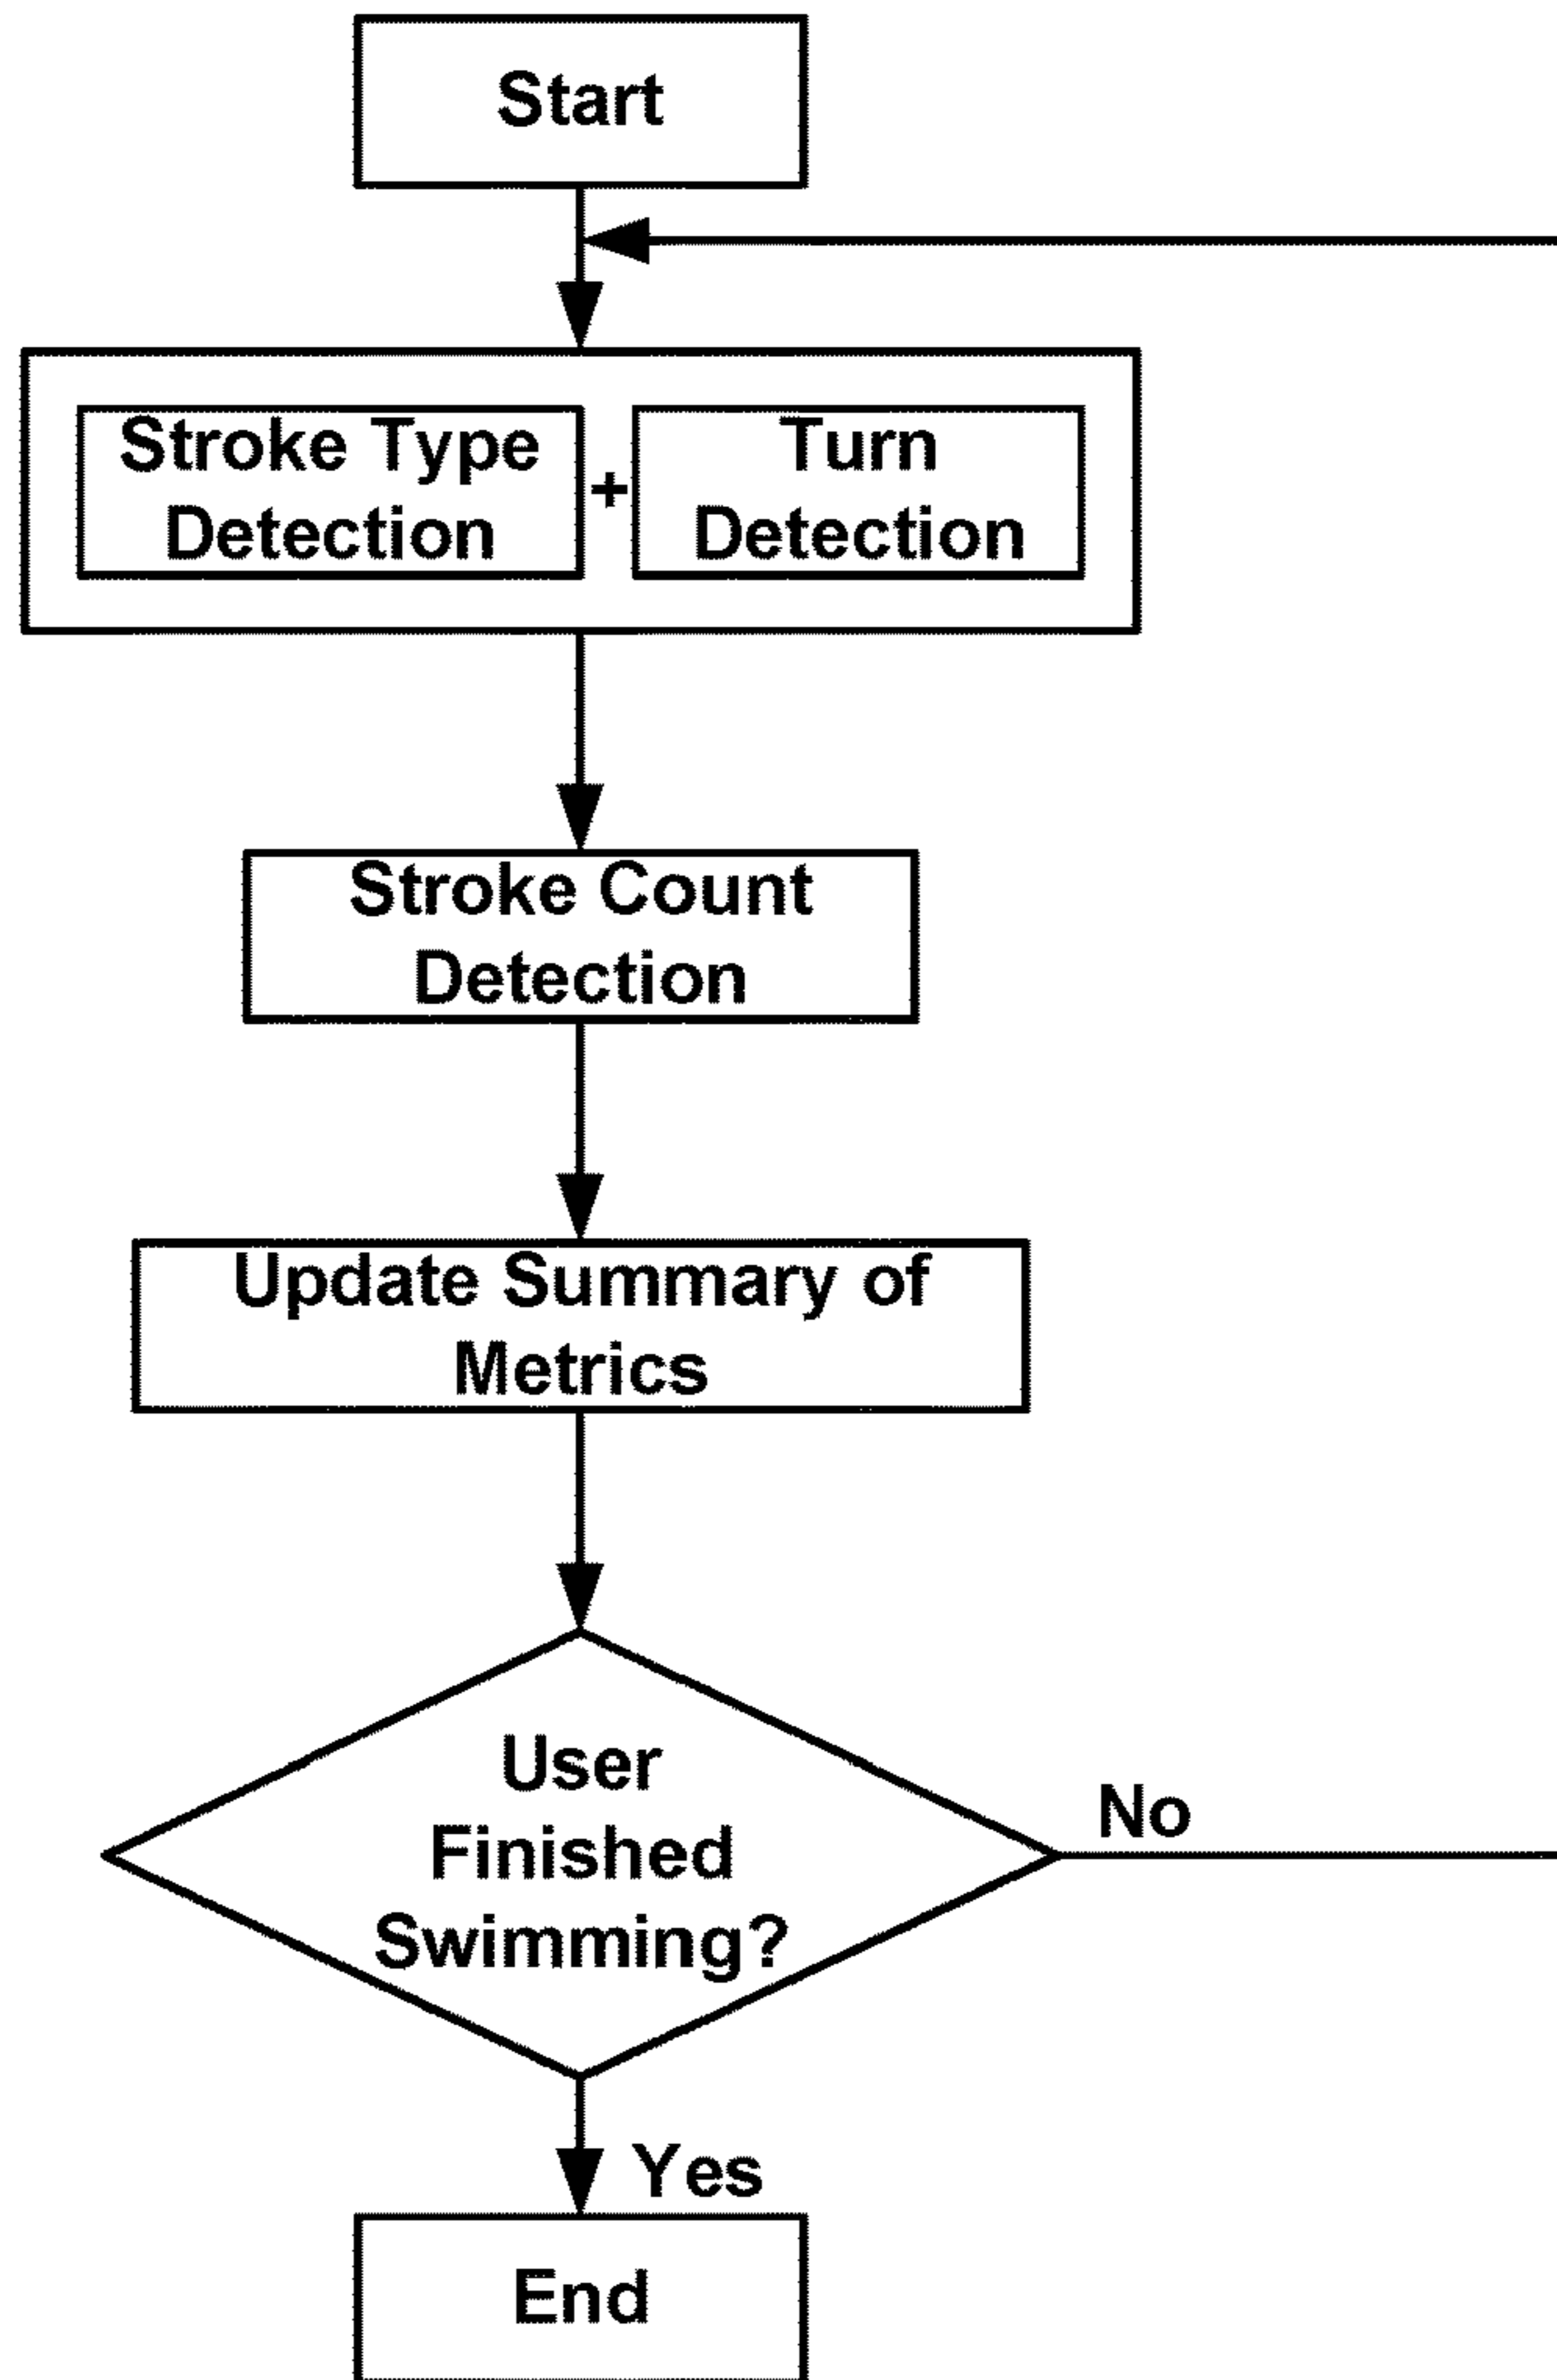 Start
Stroke Type
Detection
+
Turn
Detection
Stroke Count
Detection
Update Summary of
Metrics
User
Finished
Swimming?
No
Yes
End